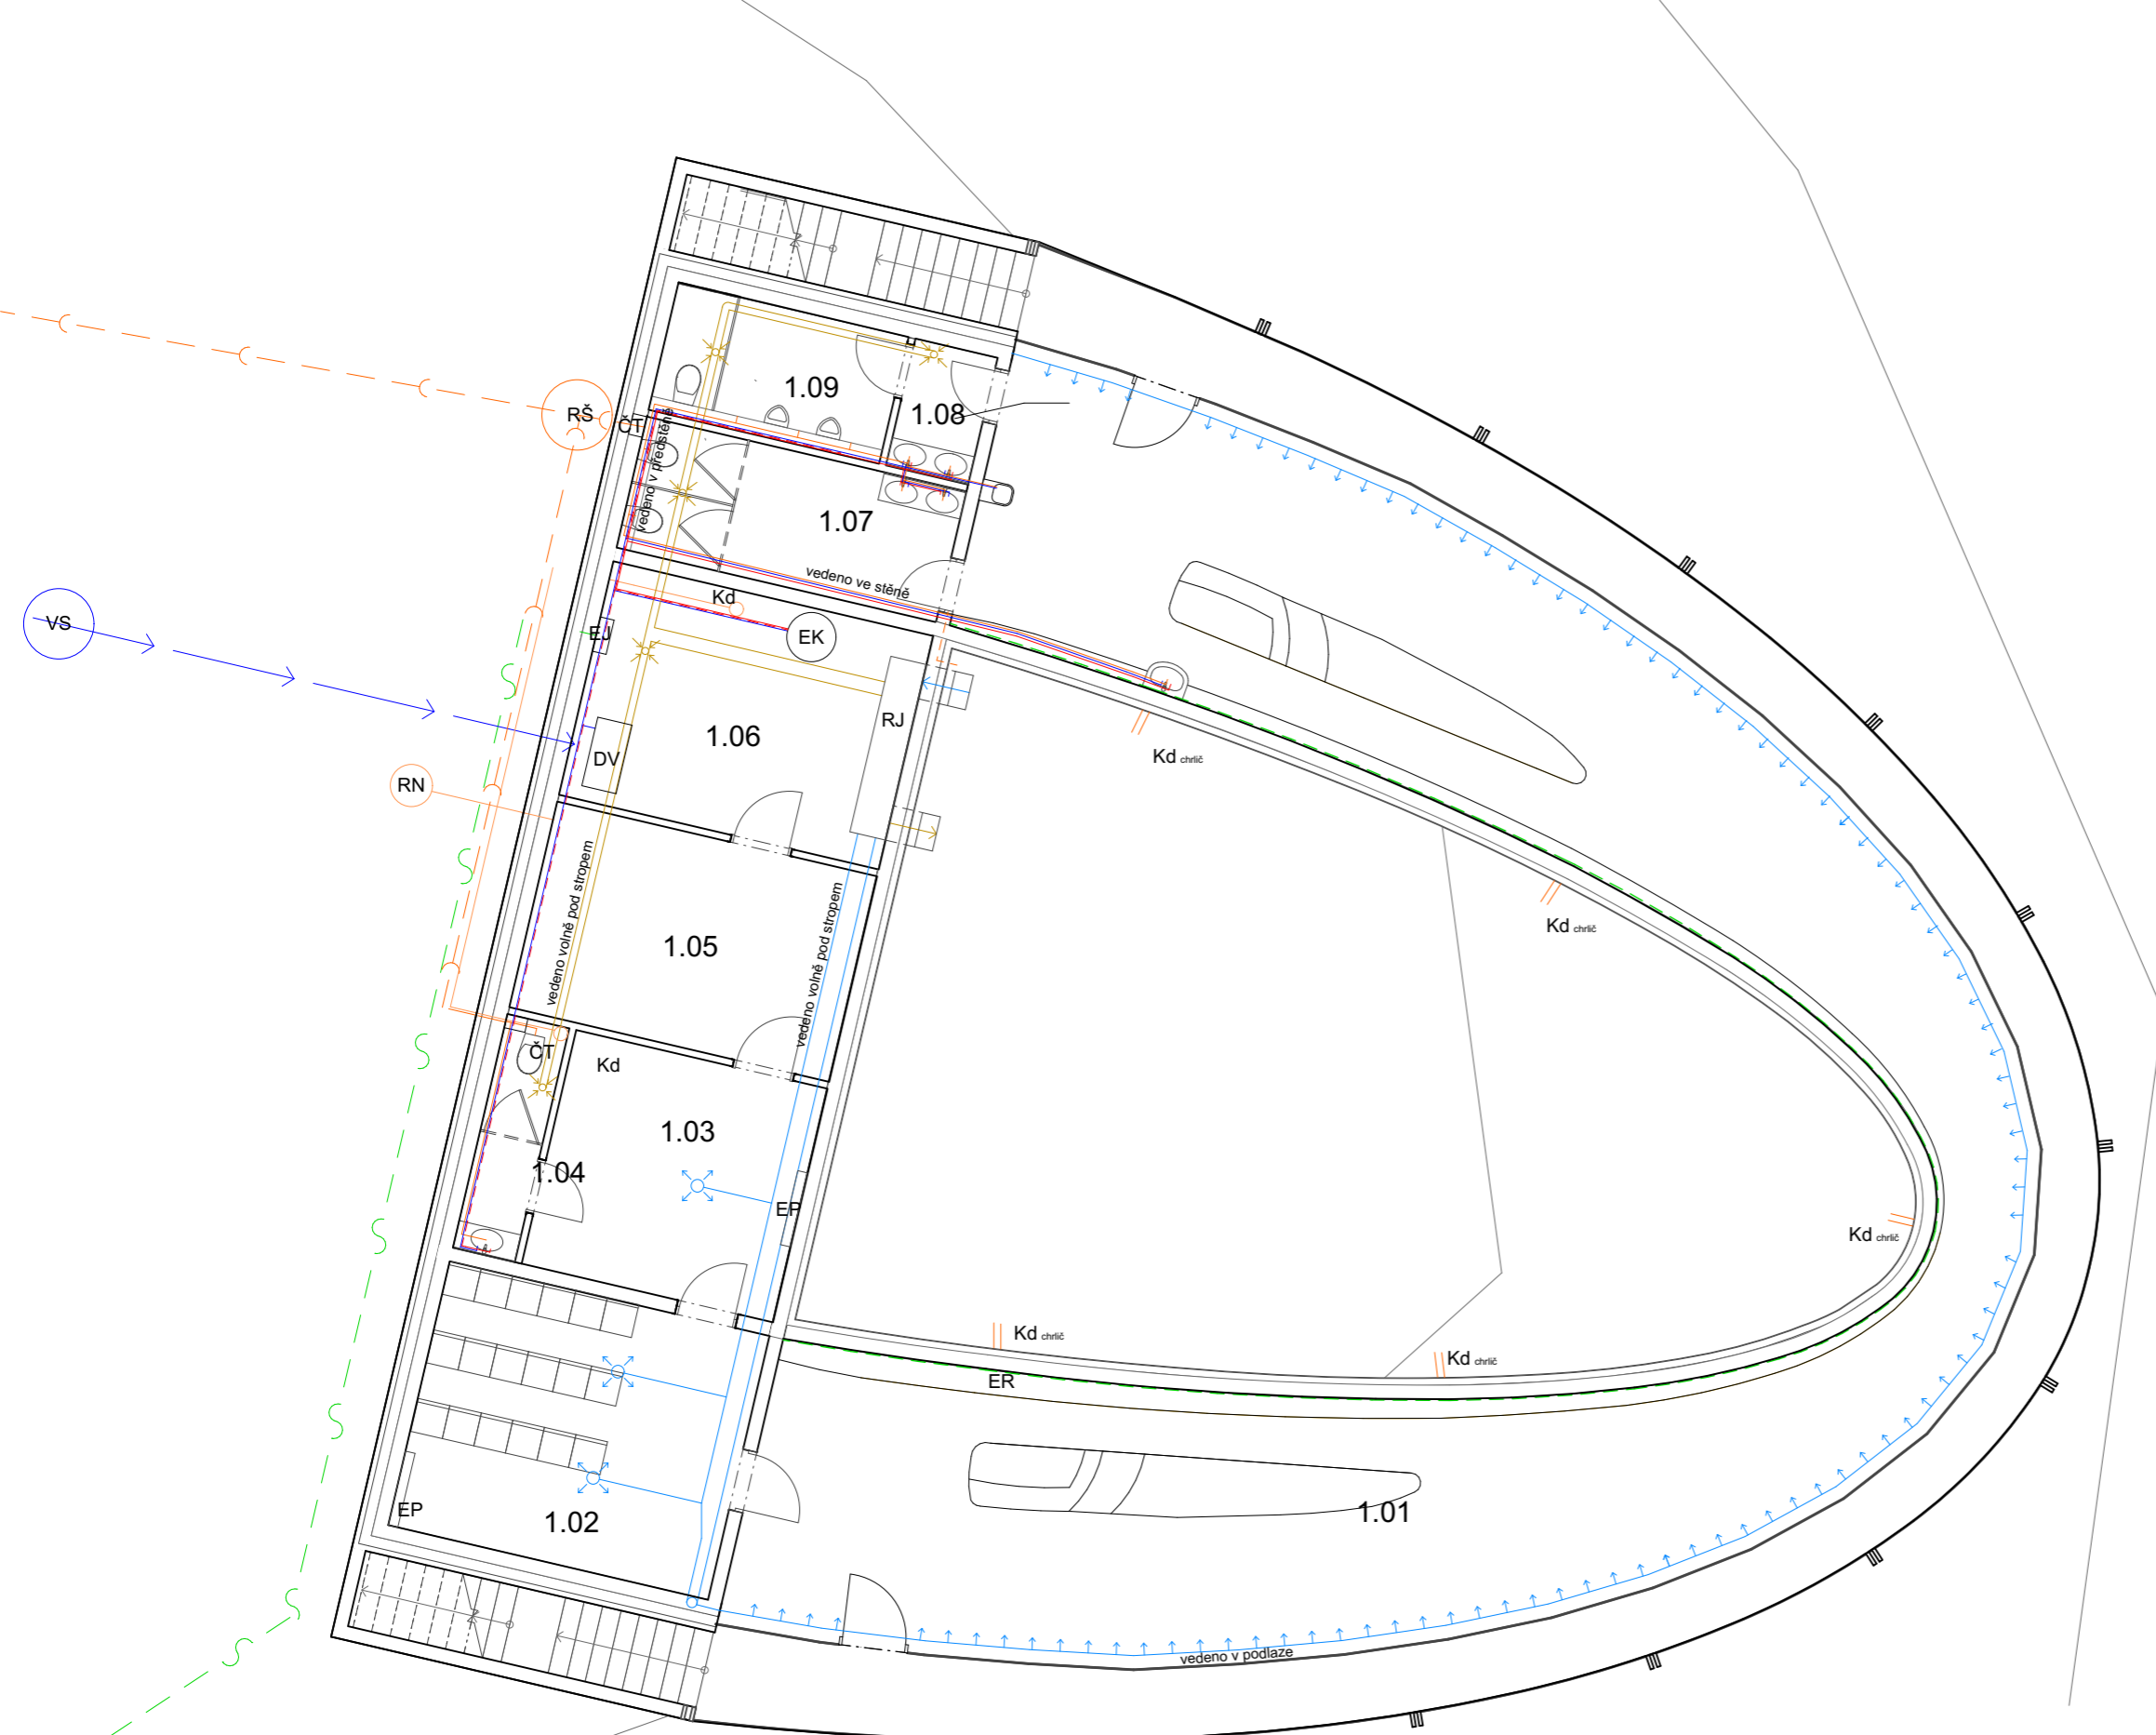 1.09
RŠ
ČT
1.08
vedeno v předstěně
1.07
vedeno ve stěně
Kd
VS
EJ
EK
RJ
1.06
DV
Kd chrlič
RN
vedeno volně pod stropem
vedeno volně pod stropem
Kd chrlič
1.05
ČT
Kd
1.03
1.04
EP
Kd chrlič
Kd chrlič
Kd chrlič
ER
EP
1.02
1.01
vedeno v podlaze